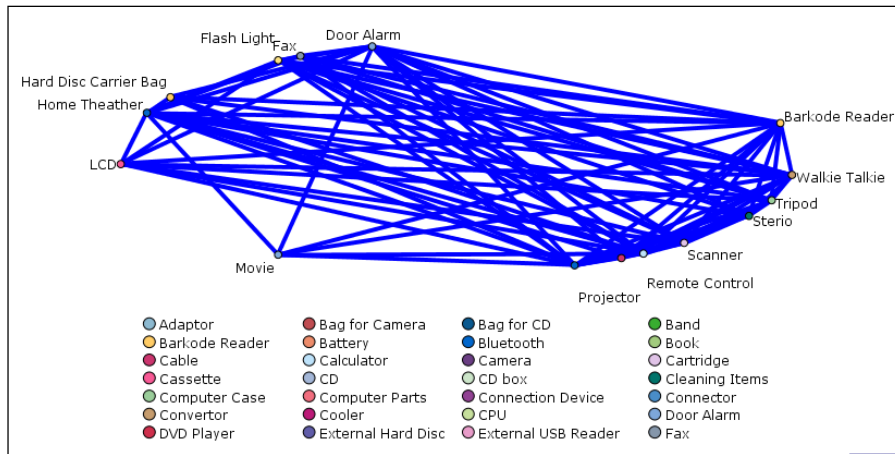 Door Alarm
Flash Light
Fax
Hard Disc Carrier Bag
Home Theather
Barkode Reader
LCD
Walkie Talkie
Tripod
Sterio
Scanner
Movie
Remote Control
Projector
Adaptor Bag for Camera Bag for CD Band
Barkode Reader Battery Bluetooth Book
Cable Calculator Camera Cartridge
Cassette CD CD box Cleaning Items
Computer Case Computer Parts Connection Device Connector
Convertor Cooler CPU Door Alarm
DVD Player External Hard Disc External USB Reader Fax